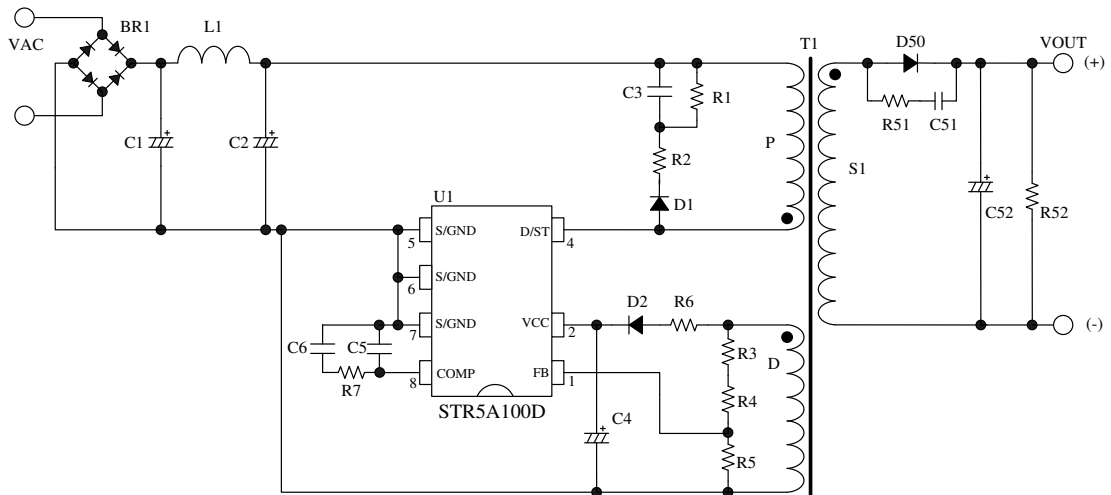 BR1
L1
T1
D50
VOUT
VAC
(+)
C3
R1
R51
C51
C1
C2
R2
P
S1
U1
D1
C52
R52
S/GND
D/ST
5
4
S/GND
6
D2
R6
S/GND
VCC
(-)
7
2
C6
C5
R3
D
COMP
FB
R7
8
1
R4
STR5A100D
C4
R5